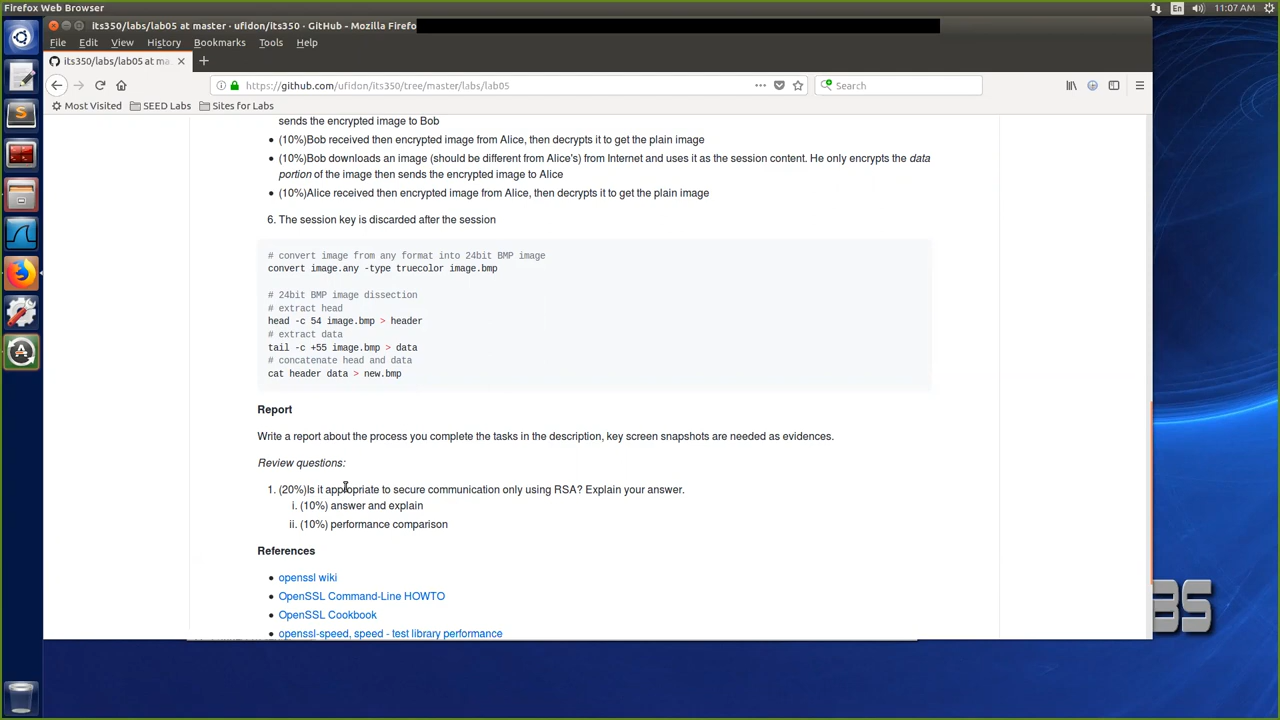 Firefox Web Browser
En
11:07 AM
its350/labs/lab05 at master · ufidon/its350 · GitHub - Mozilla Firefo
File Edit View History Bookmarks Tools Help
its350/labs/lab05 at ma
https://github.com/ufidon/its350/tree/master/labs/lab05
Search
Most Visited SEED Labs Sites for Labs
sends the encrypted image to Bob
(10%)Bob received then encrypted image from Alice, then decrypts it to get the plain image
(10%)Bob downloads an image (should be different from Alice's) from Internet and uses it as the session content. He only encrypts the data
portion of the image then sends the encrypted image to Alice
(10%)Alice received then encrypted image from Alice, then decrypts it to get the plain image
6. The session key is discarded after the session
# convert image from any format into 24bit BMP image
convert image.any -type truecolor image.bmp
# 24bit BMP image dissection
# extract head
head -c 54 image.bmp > header
# extract data
tail -c +55 image.bmp > data
# concatenate head and data
cat header data > new.bmp
Report
Write a report about the process you complete the tasks in the description, key screen snapshots are needed as evidences.
Review questions:
1. (20%)Is it appropriate to secure communication only using RSA? Explain your answer.
i. (10%) answer and explain
ii. (10%) performance comparison
References
openssl wiki
OpenSSL Command-Line HOWTO
OpenSSL Cookbook
openssl-speed, speed - test library performance